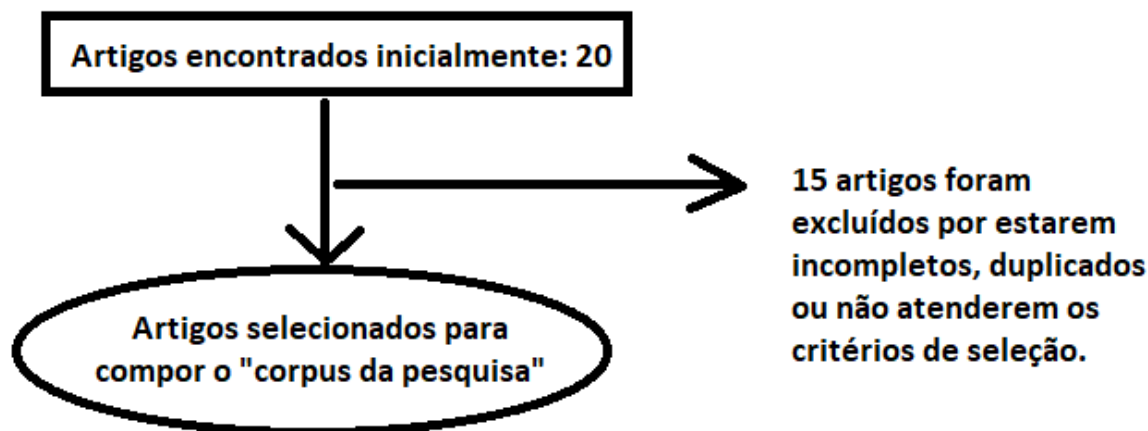 Artigos encontrados inicialmente: 20
15 artigos foram
excluídos por estarem
incompletos, duplicados
ou não atenderem os
critérios de seleção.
Artigos selecionados para
compor o "corpus da pesquisa"